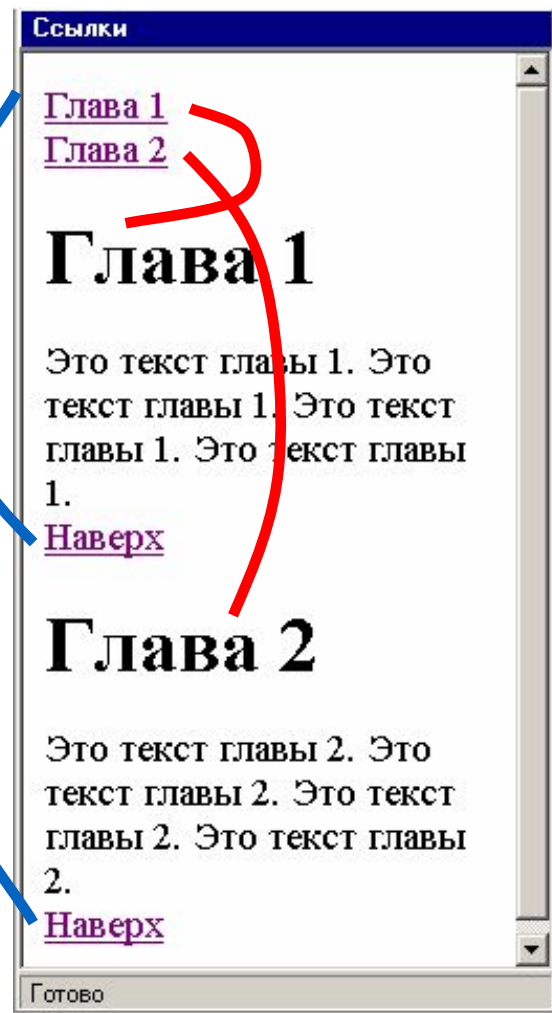 Ссылки
Глава 1
Глава 2
Глава 1
Это текст главы 1. Это
текст главы 1. Это текст
главы 1. Это текст главы
1.
Наверх
Глава 2
Это текст главы 2. Это
текст главы 2. Это текст
главы 2. Это текст главы
2.
Наверх
Готово